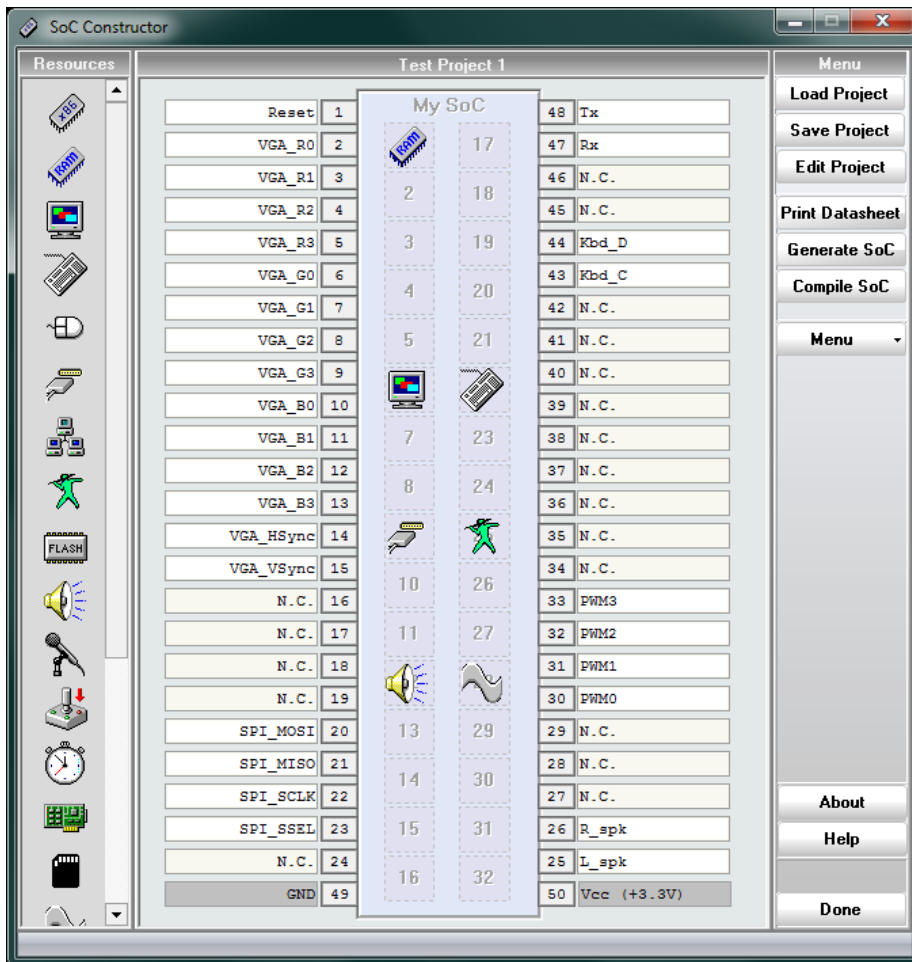 SoC Constructor
Resources
x86
RAM
FLASH
Test Project 1
My SoC
RAM
Reset 1
VGA_R0 2
VGA_R1 3
VGA_R2 4
VGA_R3 5
VGA_G0 6
VGA_G1 7
VGA_G2 8
VGA_G3 9
VGA_B0 10
VGA_B1 11
VGA_B2 12
VGA_B3 13
VGA_HSync 14
VGA_VSync 15
N.C. 16
N.C. 17
N.C. 18
N.C. 19
SPI_MOSI 20
SPI_MISO 21
SPI_SCLK 22
SPI_SSEL 23
N.C. 24
GND 49
17
2 18
3 19
4 20
5 21
7 23
8 24
10 26
11 27
13 29
14 30
15 31
16 32
48 Tx
47 Rx
46 N.C.
45 N.C.
44 Kbd_D
43 Kbd_C
42 N.C.
41 N.C.
40 N.C.
39 N.C.
38 N.C.
37 N.C.
36 N.C.
35 N.C.
34 N.C.
33 PWM3
32 PWM2
31 PWM1
30 PWM0
29 N.C.
28 N.C.
27 N.C.
26 R_spk
25 L_spk
50 Vcc (+3.3V)
Menu
Load Project
Save Project
Edit Project
Print Datasheet
Generate SoC
Compile SoC
Menu
About
Help
Done